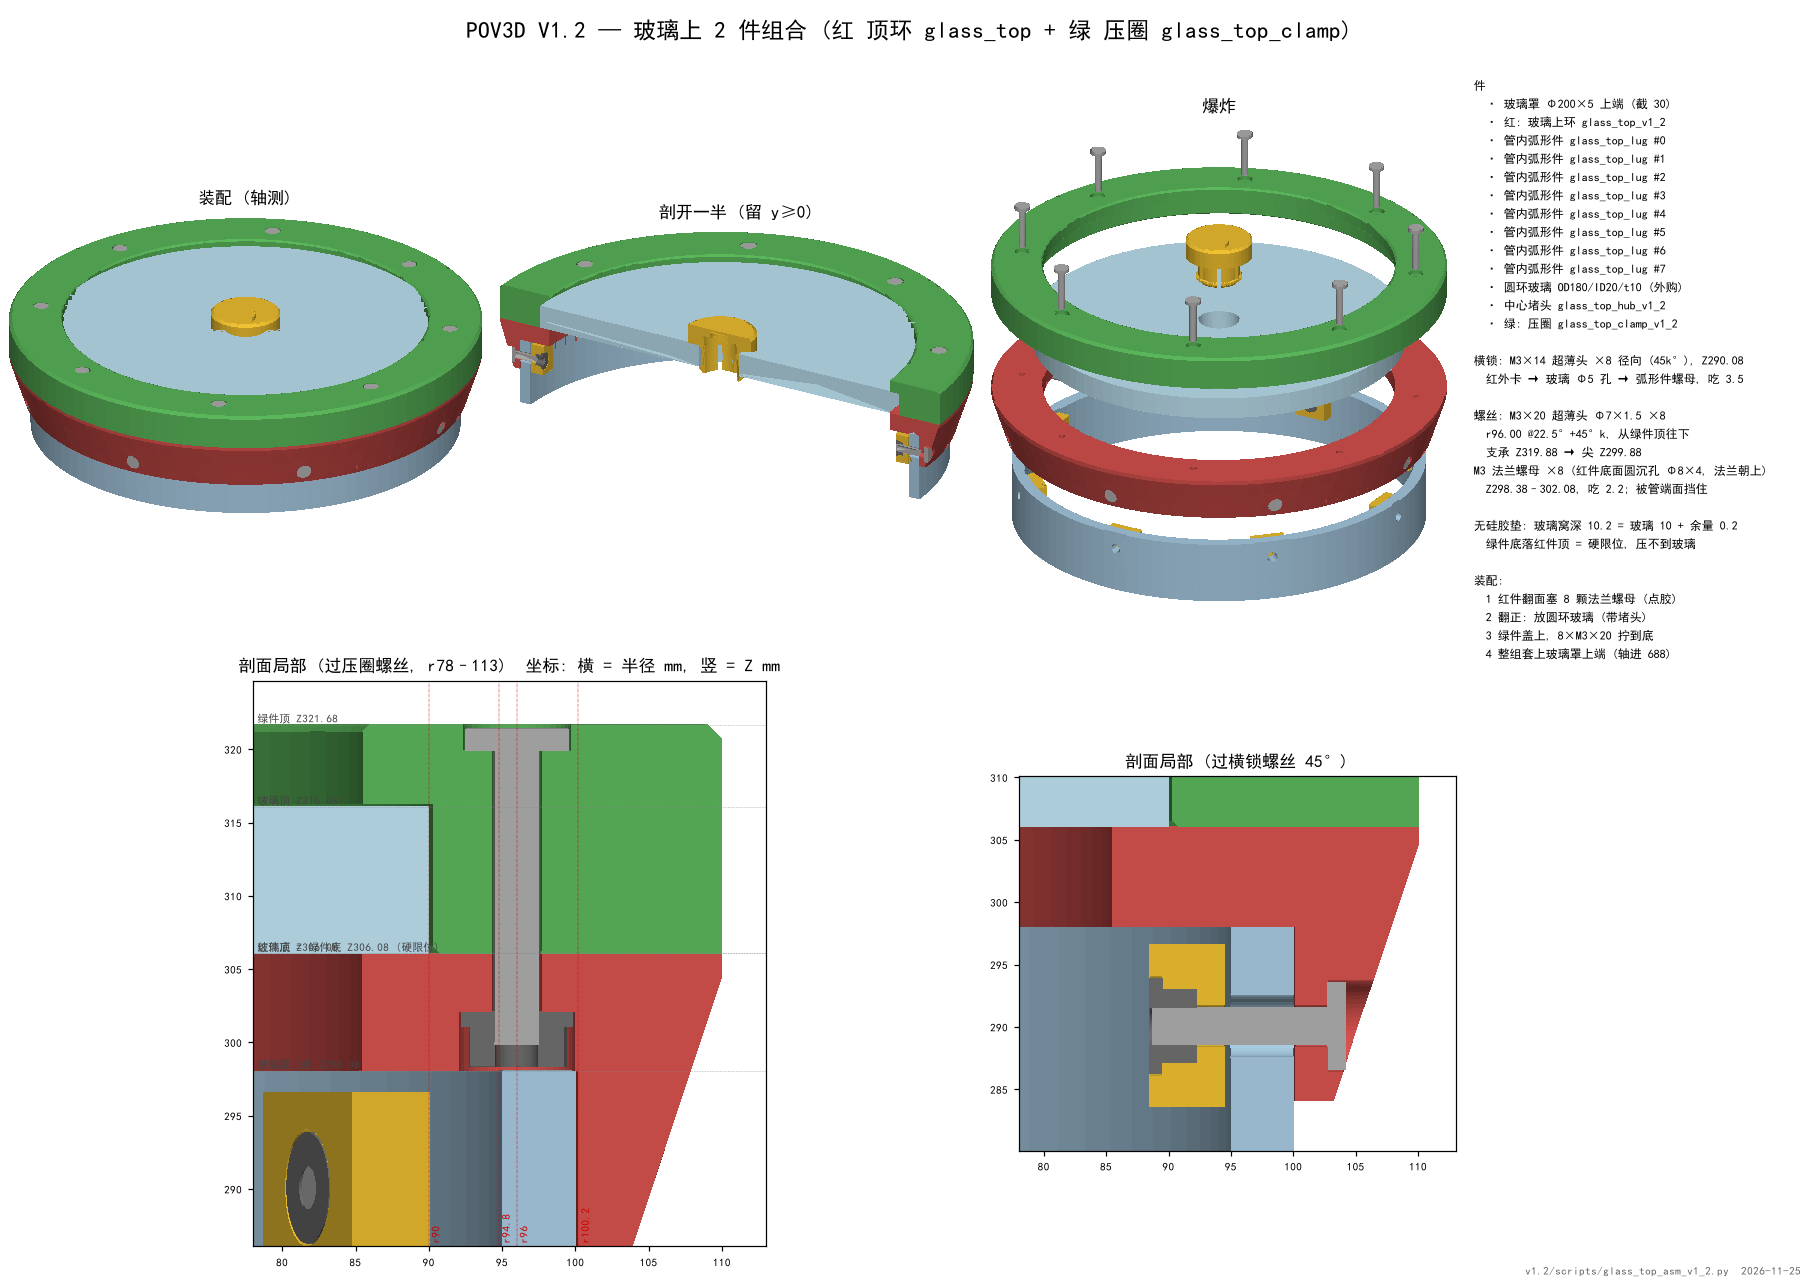 POV3D V1.2 — 玻璃上 2 件组合 (红 顶环 glass_top + 绿 压圈 glass_top_clamp)
装配 (轴测)
剖开一半 (留 y≥0)
爆炸
件
· 玻璃罩 Φ200×5 上端 (截 30)
· 红: 玻璃上环 glass_top_v1_2
· 管内弧形件 glass_top_lug #0
· 管内弧形件 glass_top_lug #1
· 管内弧形件 glass_top_lug #2
· 管内弧形件 glass_top_lug #3
· 管内弧形件 glass_top_lug #4
· 管内弧形件 glass_top_lug #5
· 管内弧形件 glass_top_lug #6
· 管内弧形件 glass_top_lug #7
· 圆环玻璃 OD180/ID20/t10 (外购)
· 中心堵头 glass_top_hub_v1_2
· 绿: 压圈 glass_top_clamp_v1_2
横锁: M3×14 超薄头 ×8 径向 (45k°), Z290.08
红外卡 → 玻璃 Φ5 孔 → 弧形件螺母, 吃 3.5
螺丝: M3×20 超薄头 Φ7×1.5 ×8
r96.00 @22.5°+45°k, 从绿件顶往下
支承 Z319.88 → 尖 Z299.88
M3 法兰螺母 ×8 (红件底面圆沉孔 Φ8×4, 法兰朝上)
Z298.38–302.08, 吃 2.2; 被管端面挡住
无硅胶垫: 玻璃窝深 10.2 = 玻璃 10 + 余量 0.2
绿件底落红件顶 = 硬限位, 压不到玻璃
装配:
1 红件翻面塞 8 颗法兰螺母 (点胶)
2 翻正: 放圆环玻璃 (带堵头)
3 绿件盖上, 8×M3×20 拧到底
4 整组套上玻璃罩上端 (轴进 688)
剖面局部 (过压圈螺丝, r78–113)  坐标: 横 = 半径 mm, 竖 = Z mm
绿件顶 Z321.68
绿件底 Z306.08 (硬限位)
320
315
310
305
300
295
290
r90
r94.8
r96
r100.2
80
85
90
95
100
105
110
剖面局部 (过横锁螺丝 45°)
310
305
300
295
290
285
80
85
90
95
100
105
110
v1.2/scripts/glass_top_asm_v1_2.py  2026-11-25